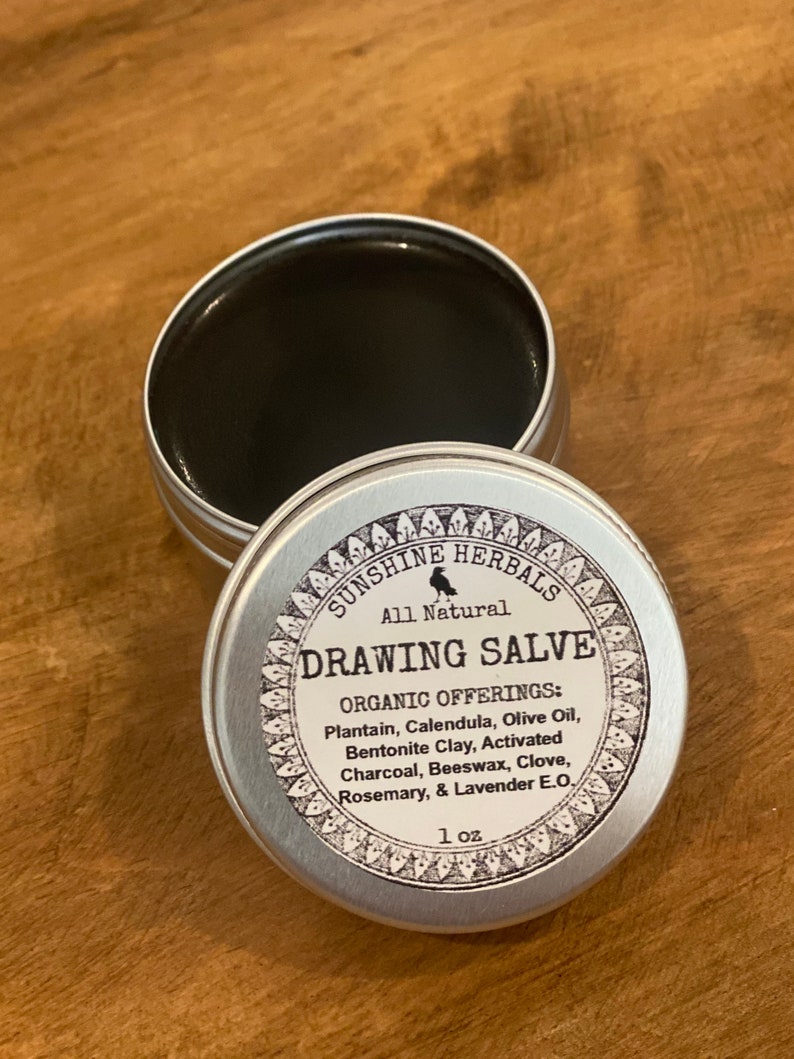 SUNSHINE HERBALS
All Natural
DRAWING SALVE
ORGANIC OFFERINGS:
Plantain, Calendula, Olive Oil,
Bentonite Clay, Activated
Charcoal, Beeswax, Clove,
Rosemary, & Lavender E.O.
1 oz